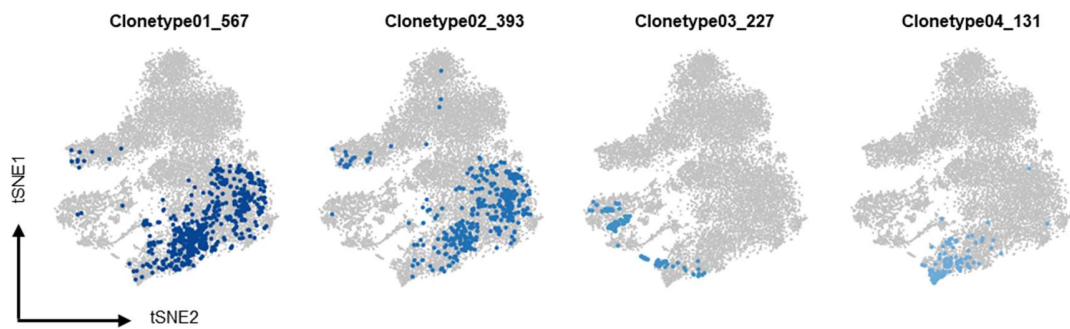 Clonetype01_567
Clonetype02_393
Clonetype03_227
Clonetype04_131
tSNE1
tSNE2